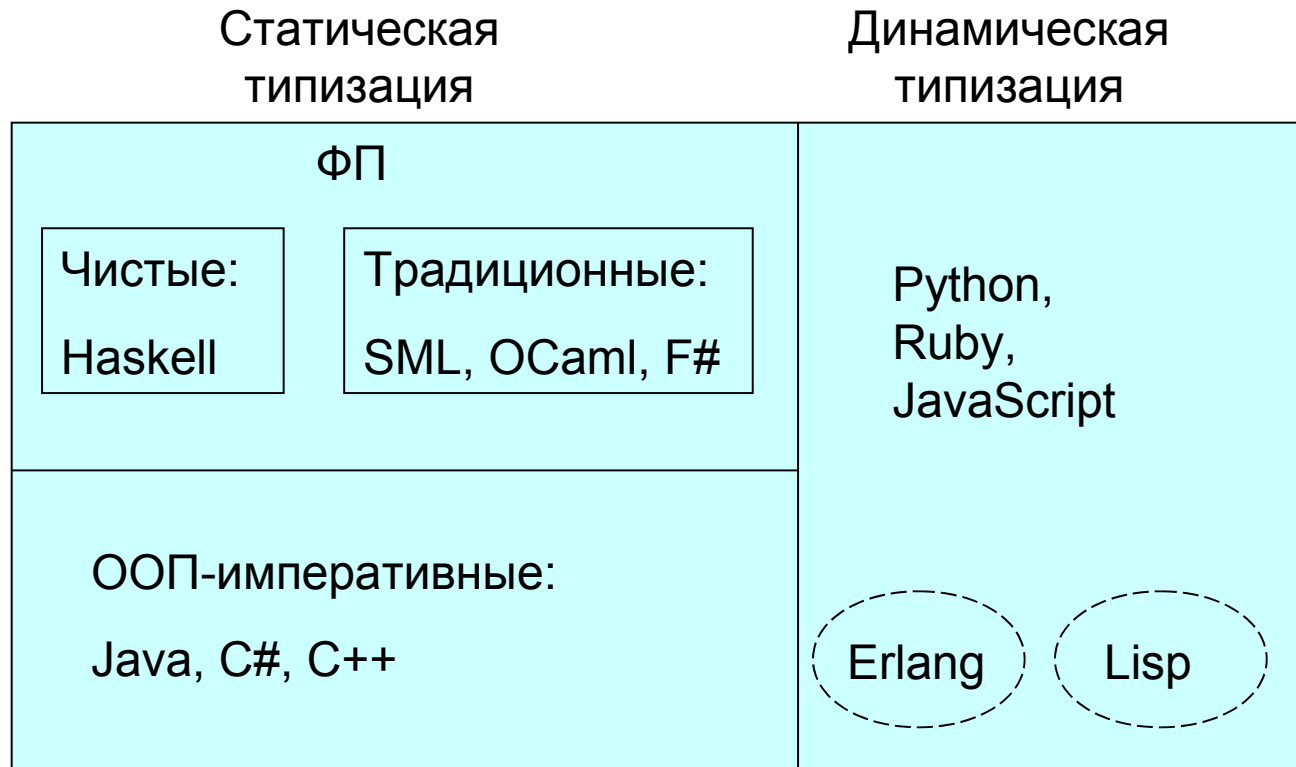 Статическая
типизация
Динамическая
типизация
ФП
Чистые:
Haskell
Традиционные:
SML, OCaml, F#
Python,
Ruby,
JavaScript
ООП-императивные:
Java, C#, C++
Erlang
Lisp